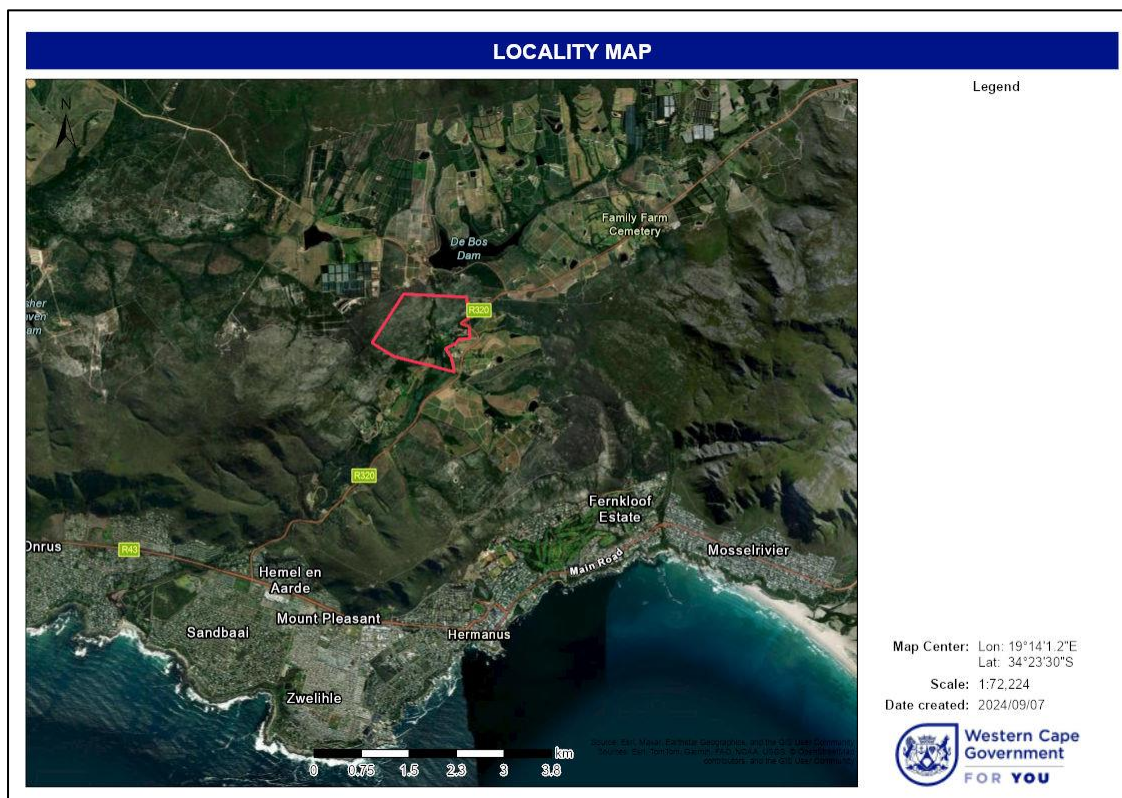 LOCALITY MAP
Legend
N
Family Farm
Cemetery
De Bos
Dam
R320
R320
Fernkloof
Estate
Onrus
R43
Mosselrivier
Main Road
Hemel en
Aarde
Mount Pleasant
Sandbaai
Hermanus
Zwelihle
km
0 0.75 1.5 2.3 3 3.8
Map Center: Lon: 19°14'1.2"E
Lat: 34°23'30"S
Scale: 1:72,224
Date created: 2024/09/07
Western Cape
Government
FOR YOU